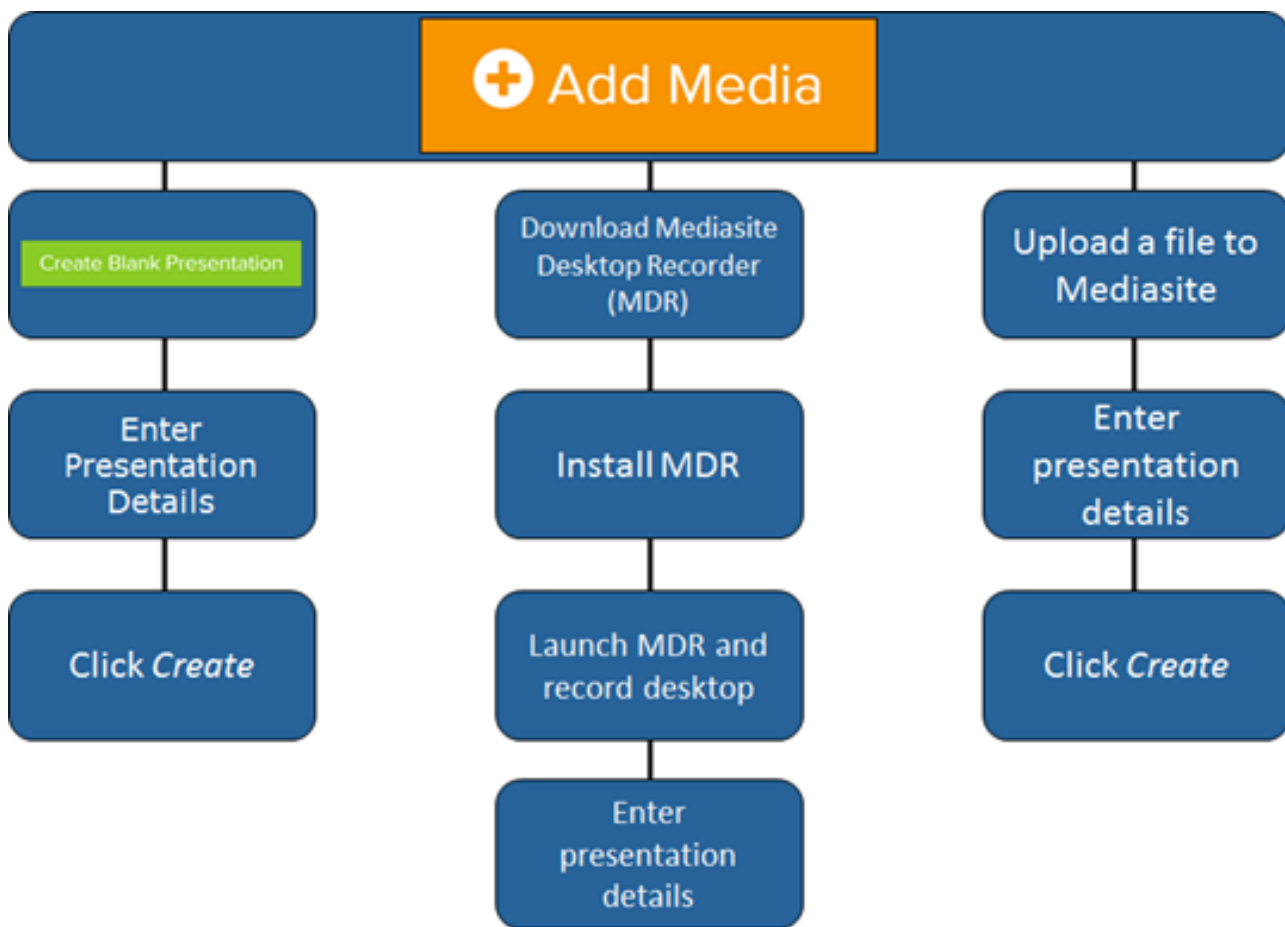 Add Media
Create Blank Presentation
Enter
Presentation
Details
Click Create
Download Mediasite
Desktop Recorder
(MDR)
Install MDR
Launch MDR and
record desktop
Enter
presentation
details
Upload a file to
Mediasite
Enter
presentation
details
Click Create